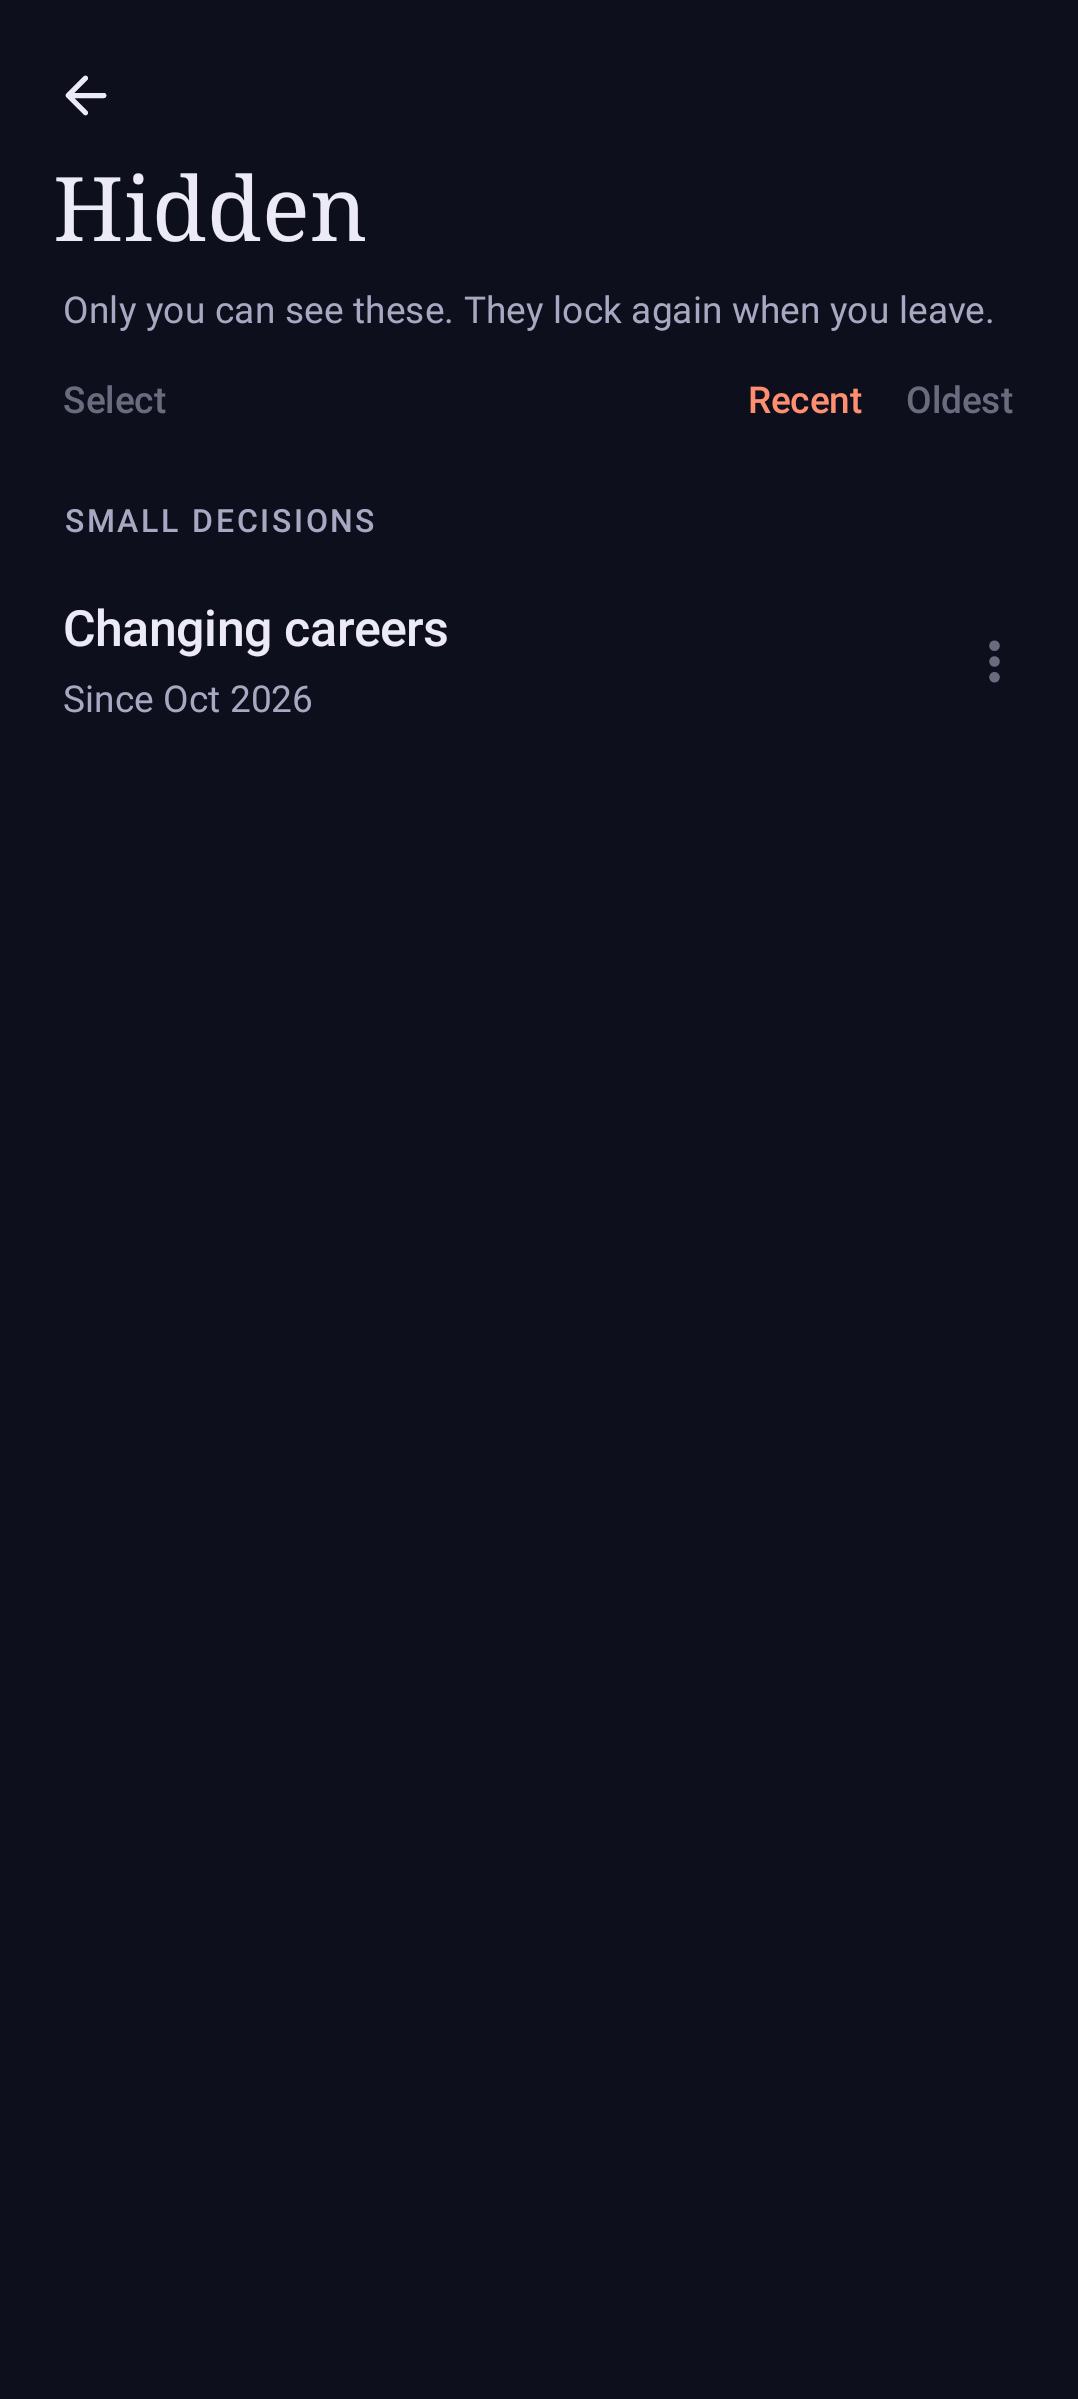 Hidden
Only you can see these. They lock again when you leave.
Select Recent Oldest
SMALL DECISIONS
Changing careers
Since Oct 2026